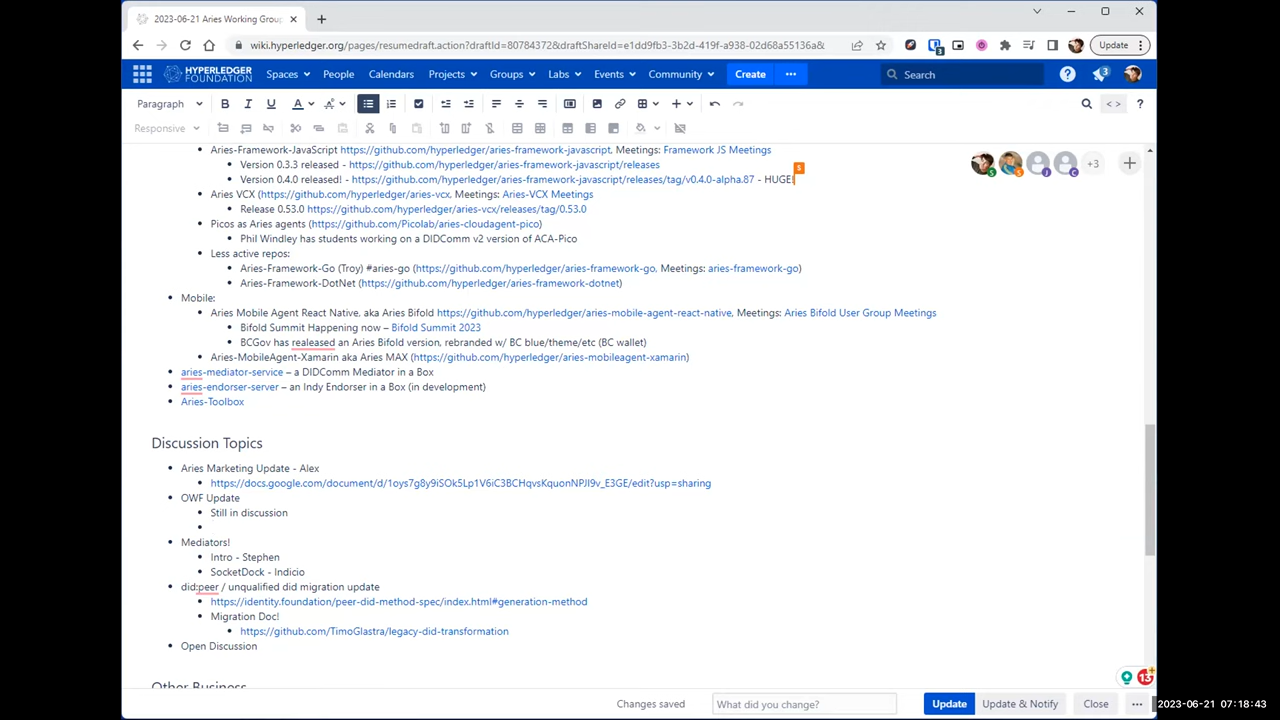 2023-06-21 Aries Working Grou
wiki.hyperledger.org/pages/resumedraft.action?draftId=80784372&draftShareId=e1dd9fb3-3b2d-419f-a938-02d68a55136a&
3
Update
HYPERLEDGER FOUNDATION
Spaces People Calendars Projects Groups Labs Events Community Create ••• Search 3
Paragraph B I U A
Responsive
Aries-Framework-JavaScript https://github.com/hyperledger/aries-framework-javascript, Meetings: Framework JS Meetings
Version 0.3.3 released - https://github.com/hyperledger/aries-framework-javascript/releases
S
S S J C +3
Version 0.4.0 released! - https://github.com/hyperledger/aries-framework-javascript/releases/tag/v0.4.0-alpha.87 - HUGE!
Aries VCX (https://github.com/hyperledger/aries-vcx, Meetings: Aries-VCX Meetings
Release 0.53.0 https://github.com/hyperledger/aries-vcx/releases/tag/0.53.0
Picos as Aries agents (https://github.com/Picolab/aries-cloudagent-pico)
Phil Windley has students working on a DIDComm v2 version of ACA-Pico
Less active repos:
Aries-Framework-Go (Troy) #aries-go (https://github.com/hyperledger/aries-framework-go, Meetings: aries-framework-go)
Aries-Framework-DotNet (https://github.com/hyperledger/aries-framework-dotnet)
Mobile:
Aries Mobile Agent React Native, aka Aries Bifold https://github.com/hyperledger/aries-mobile-agent-react-native, Meetings: Aries Bifold User Group Meetings
Bifold Summit Happening now – Bifold Summit 2023
BCGov has realeased an Aries Bifold version, rebranded w/ BC blue/theme/etc (BC wallet)
Aries-MobileAgent-Xamarin aka Aries MAX (https://github.com/hyperledger/aries-mobileagent-xamarin)
aries-mediator-service – a DIDComm Mediator in a Box
aries-endorser-server – an Indy Endorser in a Box (in development)
Aries-Toolbox
Discussion Topics
Aries Marketing Update - Alex
https://docs.google.com/document/d/1oys7g8y9iSOk5Lp1V6iC3BCHqvsKquonNPJI9v_E3GE/edit?usp=sharing
OWF Update
Still in discussion
Mediators!
Intro - Stephen
SocketDock - Indicio
did:peer / unqualified did migration update
https://identity.foundation/peer-did-method-spec/index.html#generation-method
Migration Doc!
https://github.com/TimoGlastra/legacy-did-transformation
Open Discussion
13
Other Business
Changes saved What did you change? Update Update & Notify Close •••
2023-06-21 07:18:43